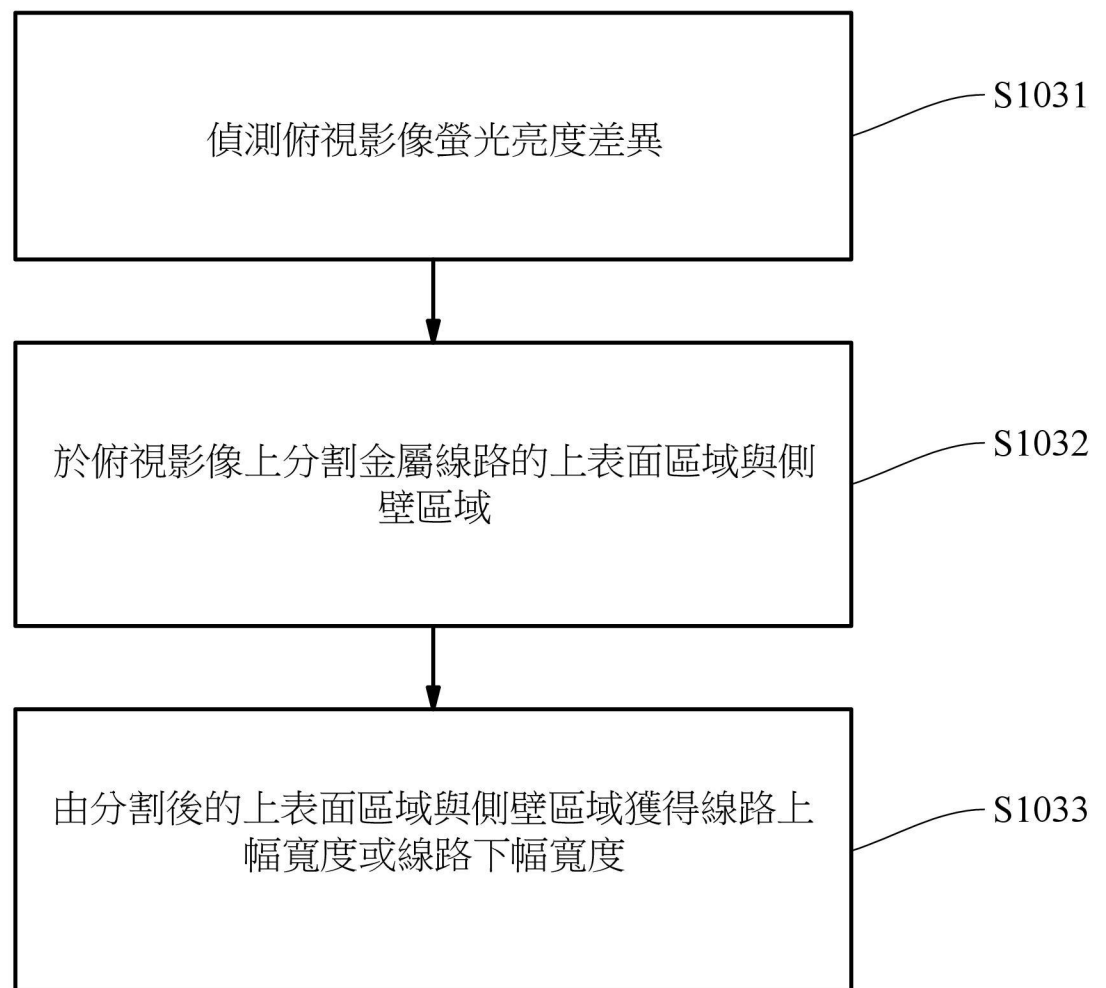 偵測俯視影像螢光亮度差異
S1031
於俯視影像上分割金屬線路的上表面區域與側
壁區域
S1032
由分割後的上表面區域與側壁區域獲得線路上
幅寬度或線路下幅寬度
S1033